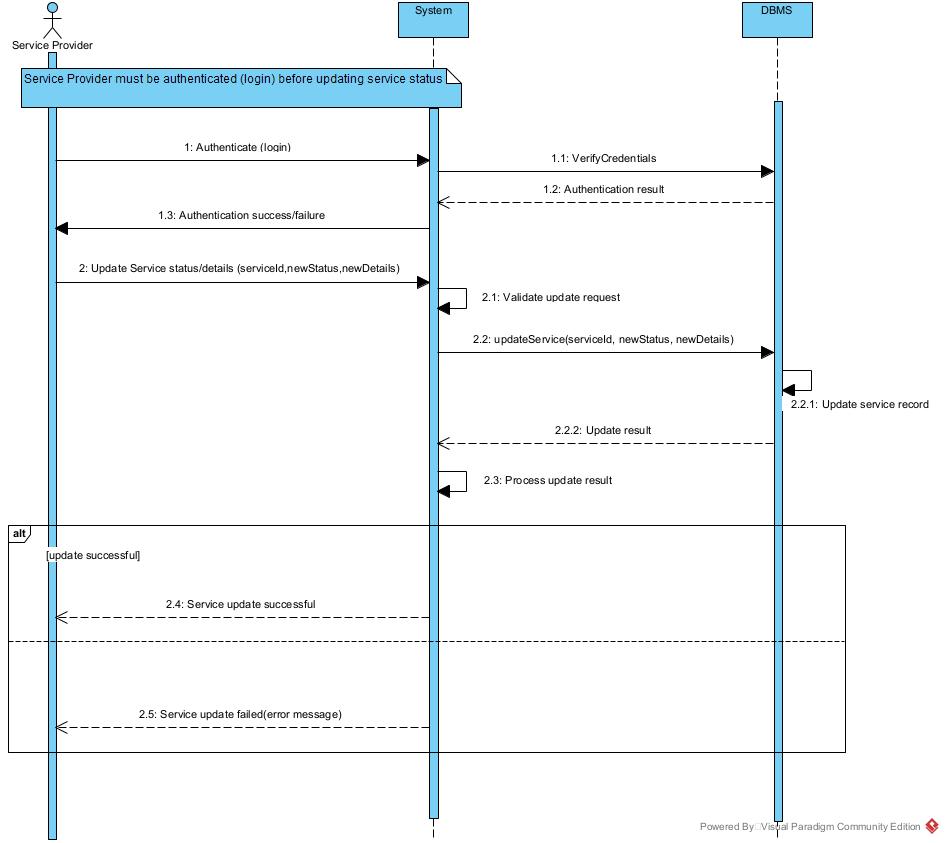 System
DBMS
Service Provider
Service Provider must be authenticated (login) before updating service status
1: Authenticate (login)
1.1: VerifyCredentials
1.2: Authentication result
1.3: Authentication success/failure
2: Update Service status/details (serviceId,newStatus,newDetails)
2.1: Validate update request
2.2: updateService(serviceId, newStatus, newDetails)
2.2.1: Update service record
2.2.2: Update result
2.3: Process update result
alt
[update successful]
2.4: Service update successful
2.5: Service update failed(error message)
Powered By Visual Paradigm Community Edition